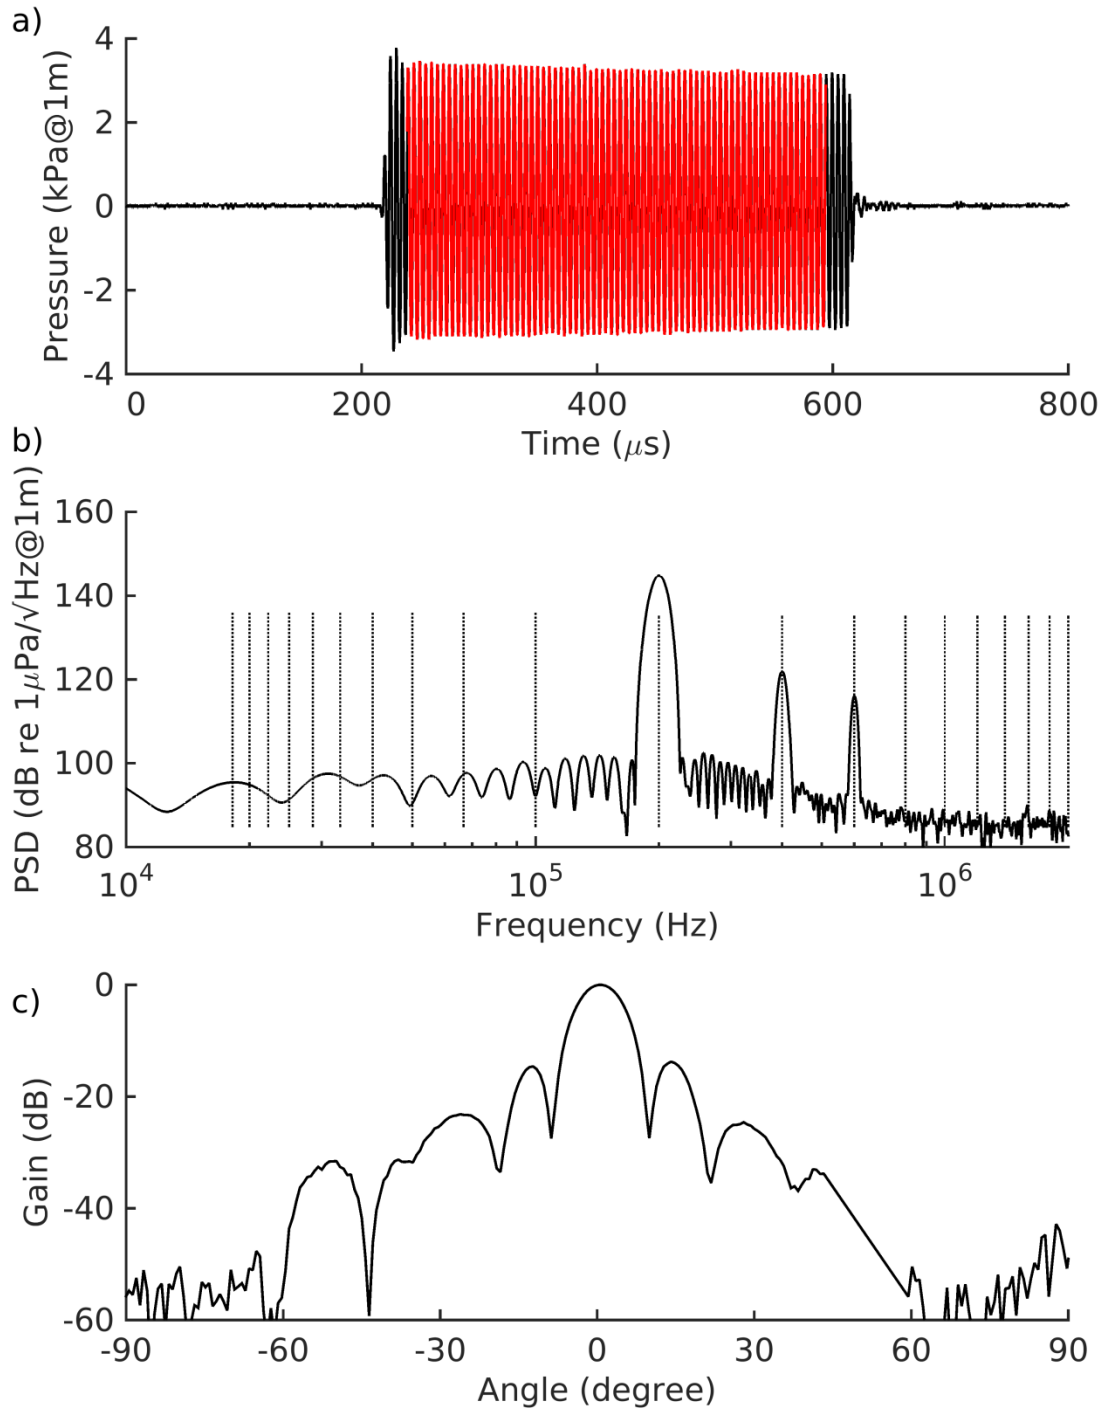 a)
Pressure (kPa@1m)
4
2
0
-2
-4
0 200 400 600 800
Time (μs)
b)
PSD (dB re 1μPa/√Hz@1m)
160
140
120
100
80
10⁴ 10⁵ 10⁶
Frequency (Hz)
c)
Gain (dB)
0
-20
-40
-60
-90 -60 -30 0 30 60 90
Angle (degree)